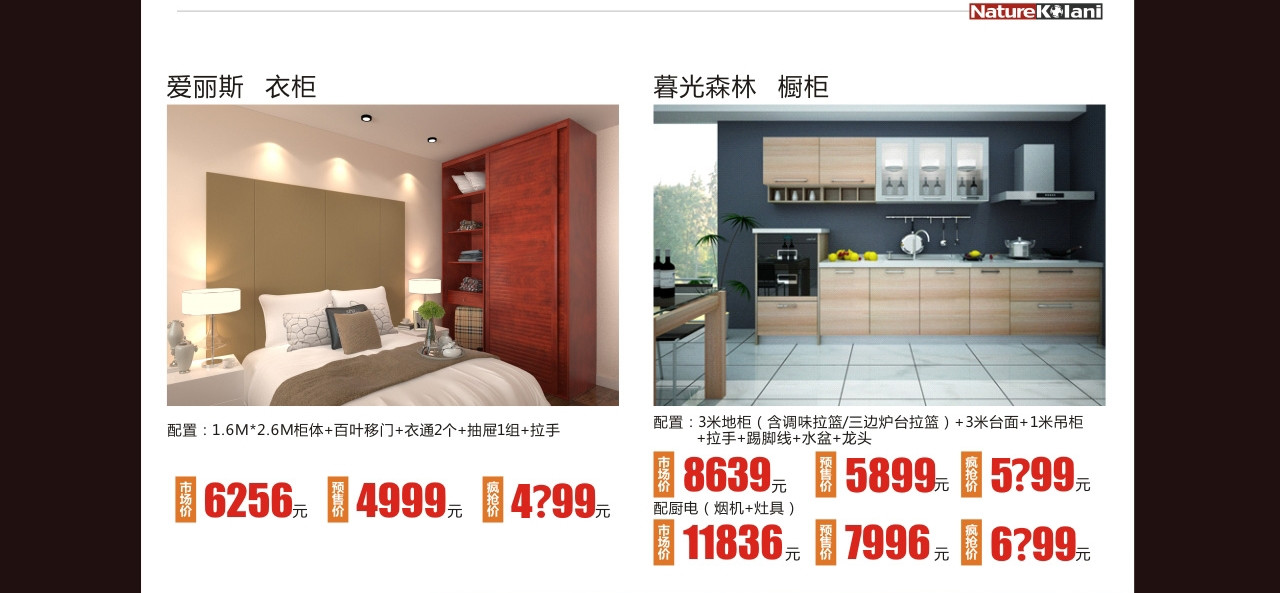 NatureKolani
爱丽斯 衣柜
配置：1.6M*2.6M柜体+百叶移门+衣通2个+抽屉1组+拉手
市场价 6256元 预售价 4999元 疯抢价 4?99元
暮光森林 橱柜
配置：3米地柜（含调味拉篮/三边炉台拉篮）+3米台面+1米吊柜
+拉手+踢脚线+水盆+龙头
市场价 8639元 预售价 5899元 疯抢价 5?99元
配厨电（烟机+灶具）
市场价 11836元 预售价 7996元 疯抢价 6?99元